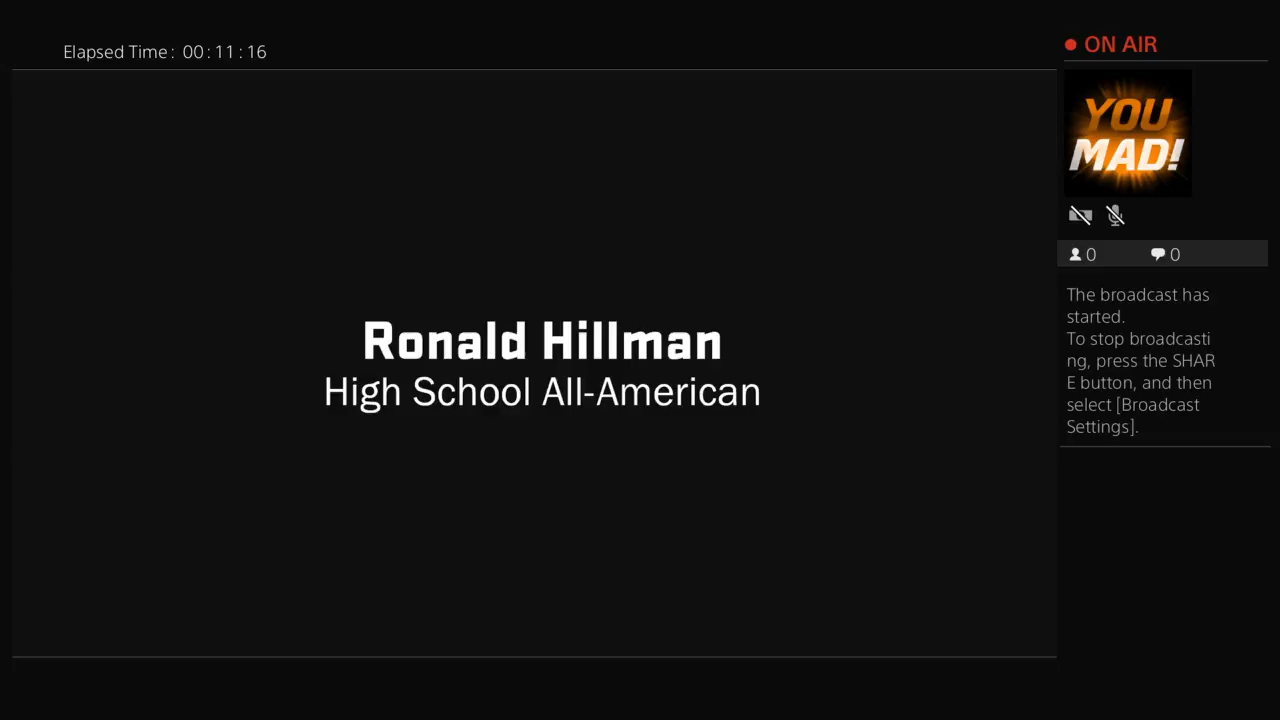 Elapsed Time: 00:11:16
ON AIR
YOU
MAD!
0 0
The broadcast has
started.
To stop broadcasti
ng, press the SHAR
E button, and then
select [Broadcast
Settings].
Ronald Hillman
High School All-American